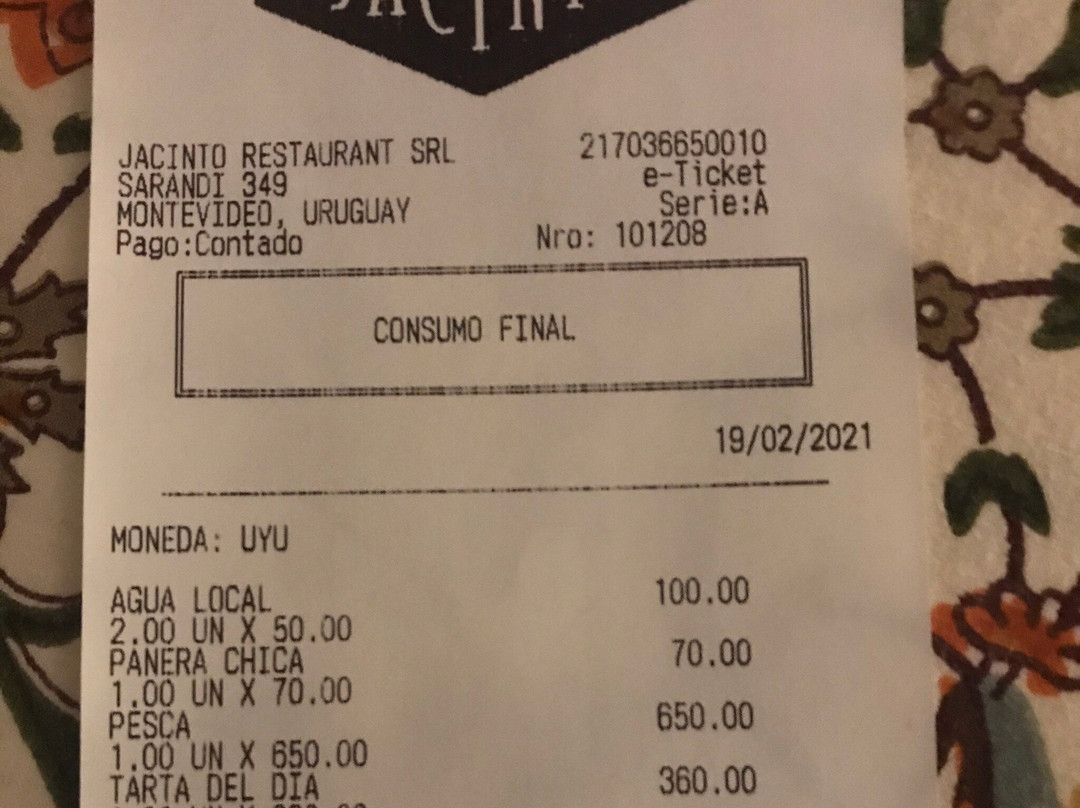 JACINTO RESTAURANT SRL 217036650010
SARANDI 349 e-Ticket
MONTEVIDEO, URUGUAY Serie:A
Pago:Contado Nro: 101208
CONSUMO FINAL
19/02/2021
MONEDA: UYU
AGUA LOCAL 100.00
2.00 UN X 50.00
PANERA CHICA 70.00
1.00 UN X 70.00
PESCA 650.00
1.00 UN X 650.00
TARTA DEL DIA 360.00